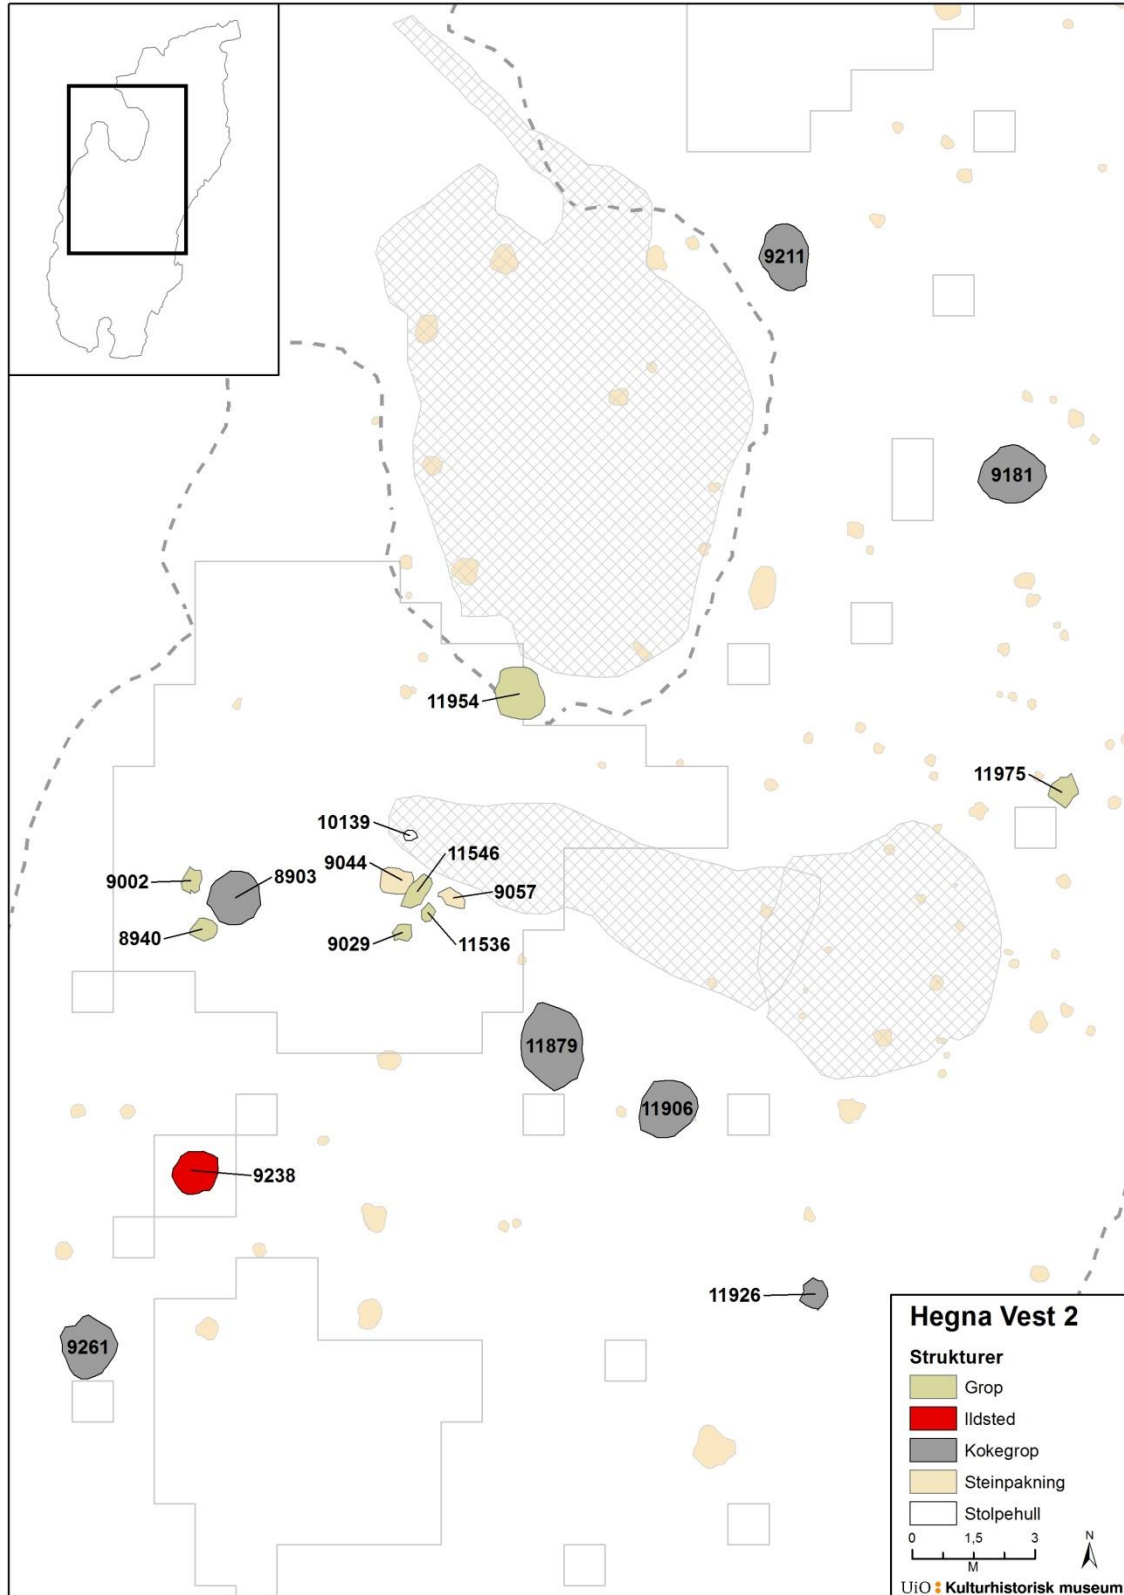 9211
9181
11954
11975
10139
9044
11546
9002
8903
9057
8940
9029
11536
11879
11906
9238
11926
9261
Hegna Vest 2
Strukturer
Grop
Ildsted
Kokegrop
Steinpakning
Stolpehull
0 1,5 3
M
N
UiO Kulturhistorisk museum